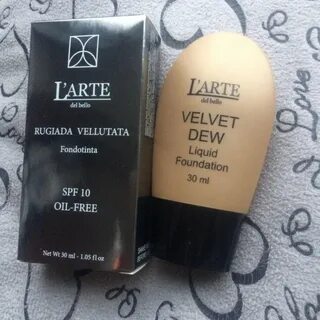 L'ARTE
del bello
RUGIADA VELLUTATA
Fondotinta
SPF 10
OIL-FREE
Net Wt 30 ml - 1.05 fl oz
L'ARTE
del bello
VELVET
DEW
Liquid
Foundation
30 ml